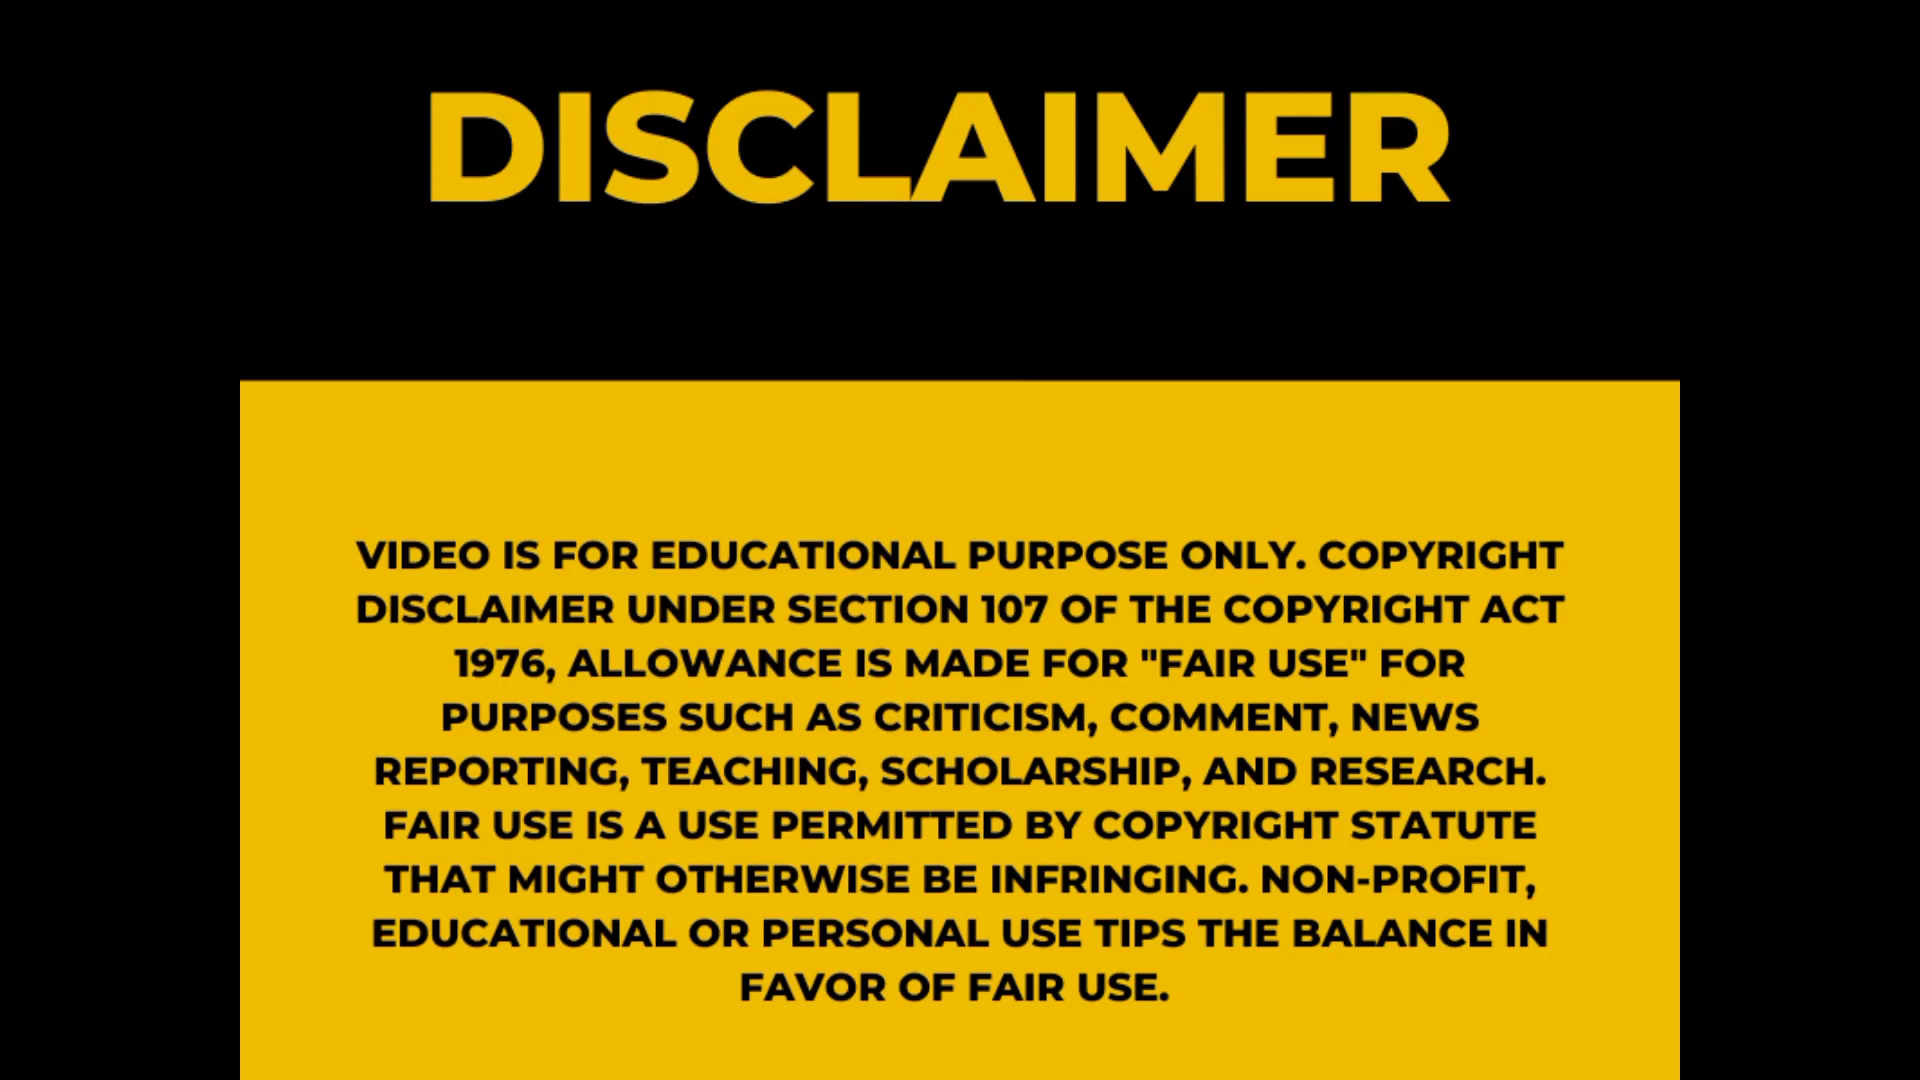 DISCLAIMER
VIDEO IS FOR EDUCATIONAL PURPOSE ONLY. COPYRIGHT
DISCLAIMER UNDER SECTION 107 OF THE COPYRIGHT ACT
1976, ALLOWANCE IS MADE FOR "FAIR USE" FOR
PURPOSES SUCH AS CRITICISM, COMMENT, NEWS
REPORTING, TEACHING, SCHOLARSHIP, AND RESEARCH.
FAIR USE IS A USE PERMITTED BY COPYRIGHT STATUTE
THAT MIGHT OTHERWISE BE INFRINGING. NON-PROFIT,
EDUCATIONAL OR PERSONAL USE TIPS THE BALANCE IN
FAVOR OF FAIR USE.